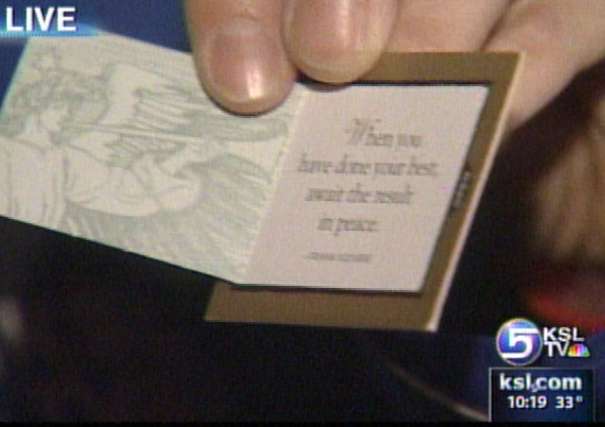 LIVE
When you
have done your best,
await the result
in peace.
5 KSL
TV
ksl.com
10:19 33°